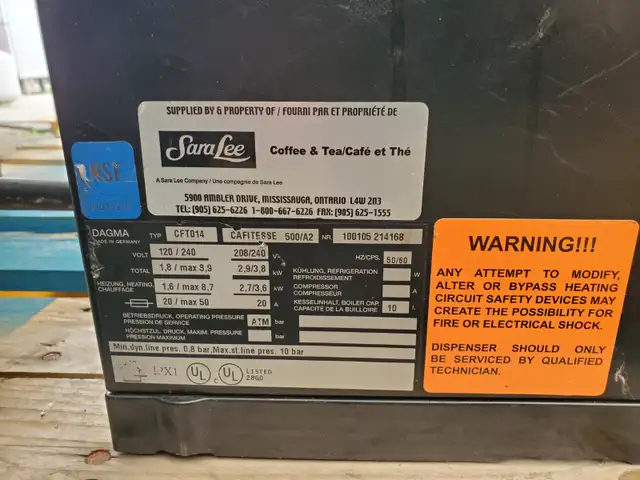 SUPPLIED BY & PROPERTY OF / FOURNI PAR ET PROPRIÉTÉ DE
Sara Lee
Coffee & Tea/Café et Thé
A Sara Lee Company / Une compagnie de Sara Lee
5900 AMBLER DRIVE, MISSISSAUGA, ONTARIO L4W 2N3
TEL: (905) 625-6226 1-800-667-6226 FAX: (905) 625-1555
NSF
DAGMA TYP CFT014 CAFITESSE 500/A2 NR. 100105 214168
MADE IN GERMANY
VOLT 120 / 240 208/240 V HZ/CPS. 50/60
TOTAL 1,8 / max 3,9 2,9/3,8 KÜHLUNG, REFRIGERATION
REFROIDISSEMENT
HEIZUNG, HEATING, CHAUFFAGE 1,6 / max 8,7 2,7/3,6 COMPRESSOR
COMPRESSEUR A
20 / max 50 20 A KESSELINHALT, BOILER CAP.
CAPACITÉ DE LA BUILLOIRE 10 l.
BETRIEBSDRUCK, OPERATING PRESSURE
PRESSION DE SERVICE ATM bar
HÖCHSTZUL. DRUCK, MAXIM. PRESSURE
PRESSION MAXIMUM bar
Min.dyn.line pres. 0,8 bar,Max.st.line pres. 10 bar
IPX1 UL C UL LISTED
28G0
WARNING!!!
ANY ATTEMPT TO MODIFY,
ALTER OR BYPASS HEATING
CIRCUIT SAFETY DEVICES MAY
CREATE THE POSSIBILITY FOR
FIRE OR ELECTRICAL SHOCK.
DISPENSER SHOULD ONLY
BE SERVICED BY QUALIFIED
TECHNICIAN.